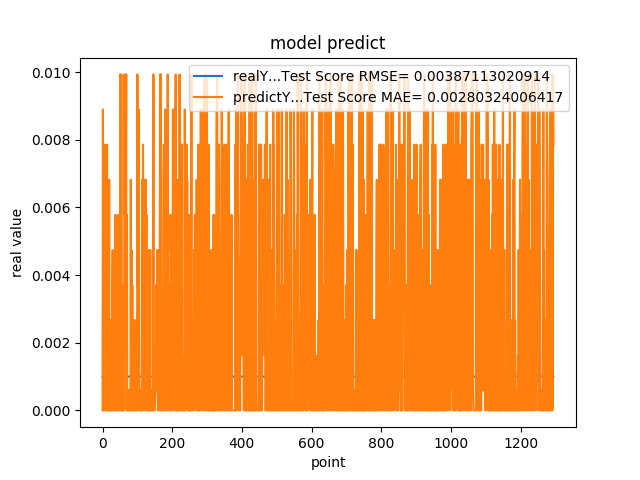 model predict
realY...Test Score RMSE= 0.00387113020914
predictY...Test Score MAE= 0.00280324006417
0.010
0.008
0.006
0.004
0.002
0.000
real value
0 200 400 600 800 1000 1200
point